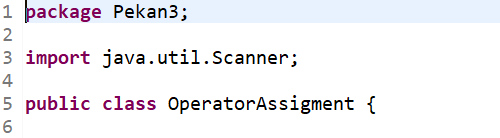 1 package Pekan3;
2
3 import java.util.Scanner;
4
5 public class OperatorAssigment {
6